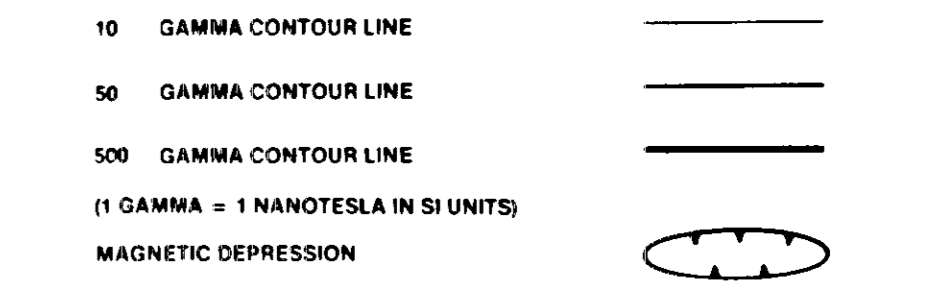 10 GAMMA CONTOUR LINE
50 GAMMA CONTOUR LINE
500 GAMMA CONTOUR LINE
(1 GAMMA = 1 NANOTESLA IN SI UNITS)
MAGNETIC DEPRESSION